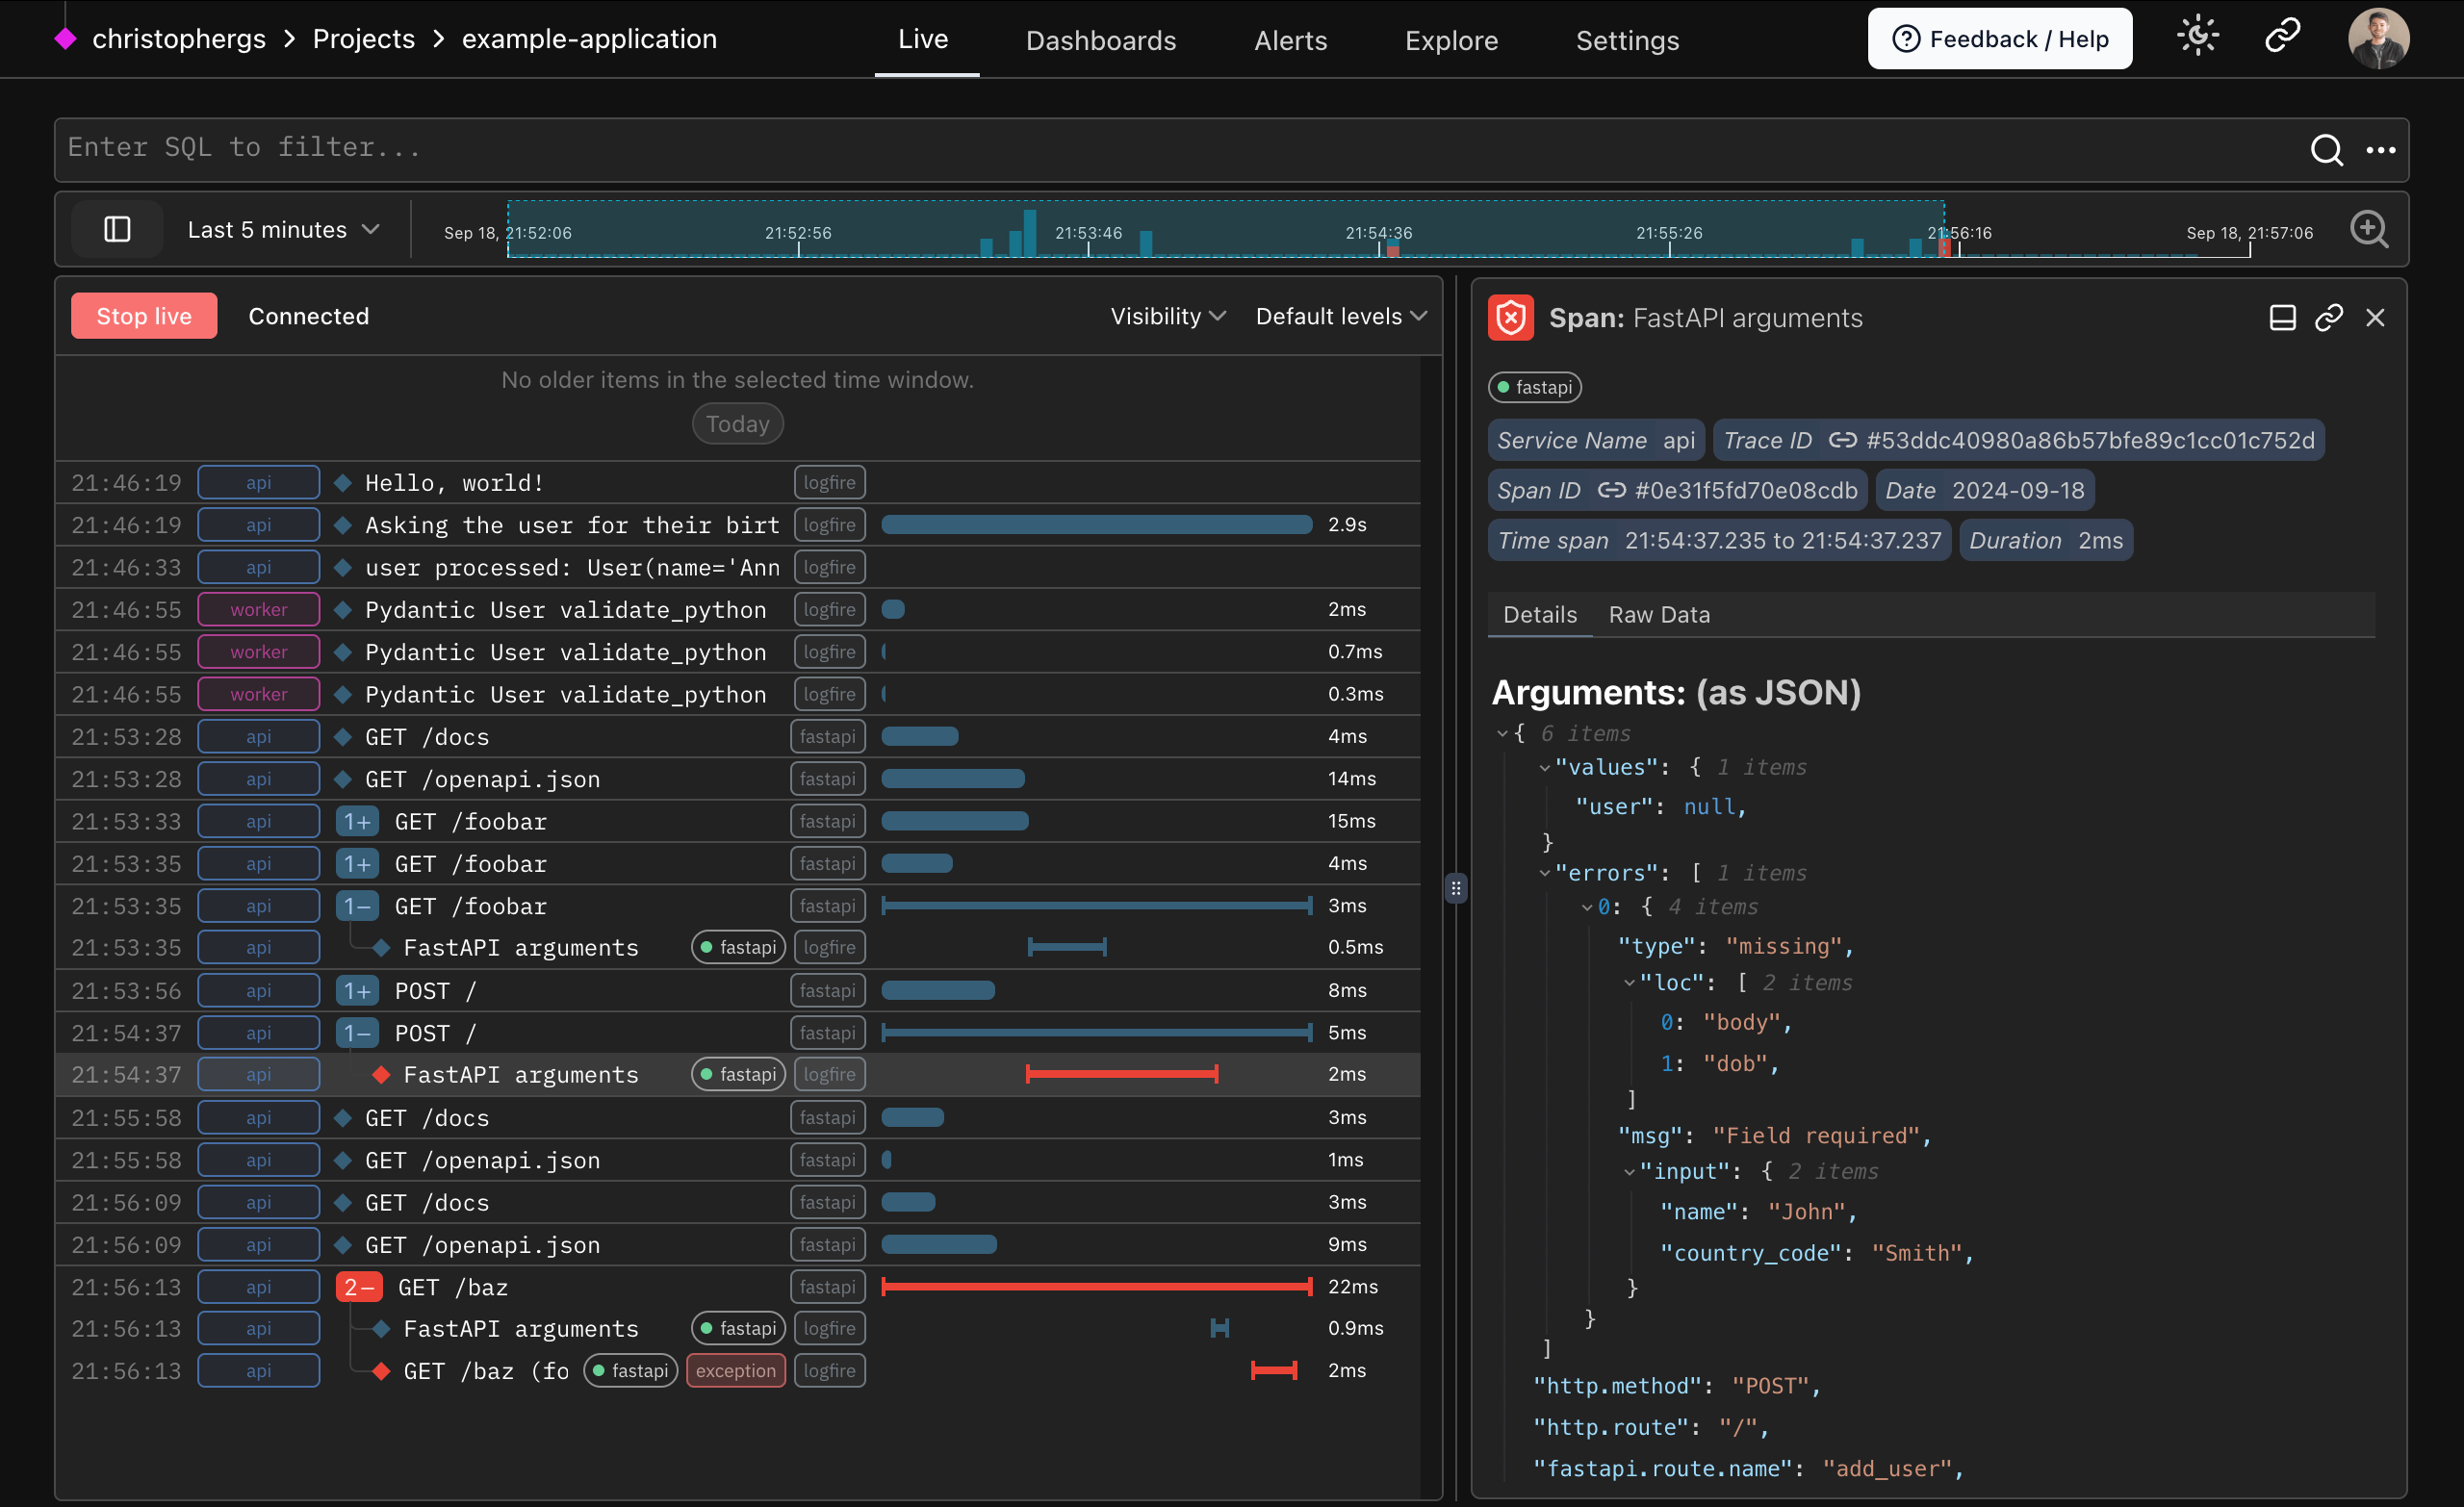 christophergs > Projects > example-application
Live Dashboards Alerts Explore Settings
Feedback / Help
Enter SQL to filter...
Last 5 minutes
Sep 18, 21:52:06 21:52:56 21:53:46 21:54:36 21:55:26 21:56:16 Sep 18, 21:57:06
Stop live Connected Visibility Default levels
No older items in the selected time window.
Today
21:46:19 api Hello, world! logfire
21:46:19 api Asking the user for their birt logfire 2.9s
21:46:33 api user processed: User(name='Ann logfire
21:46:55 worker Pydantic User validate_python logfire 2ms
21:46:55 worker Pydantic User validate_python logfire 0.7ms
21:46:55 worker Pydantic User validate_python logfire 0.3ms
21:53:28 api GET /docs fastapi 4ms
21:53:28 api GET /openapi.json fastapi 14ms
21:53:33 api 1+ GET /foobar fastapi 15ms
21:53:35 api 1+ GET /foobar fastapi 4ms
21:53:35 api 1− GET /foobar fastapi 3ms
21:53:35 api FastAPI arguments fastapi logfire 0.5ms
21:53:56 api 1+ POST / fastapi 8ms
21:54:37 api 1− POST / fastapi 5ms
21:54:37 api FastAPI arguments fastapi logfire 2ms
21:55:58 api GET /docs fastapi 3ms
21:55:58 api GET /openapi.json fastapi 1ms
21:56:09 api GET /docs fastapi 3ms
21:56:09 api GET /openapi.json fastapi 9ms
21:56:13 api 2− GET /baz fastapi 22ms
21:56:13 api FastAPI arguments fastapi logfire 0.9ms
21:56:13 api GET /baz (fo fastapi exception logfire 2ms
Span: FastAPI arguments
fastapi
Service Name api Trace ID #53ddc40980a86b57bfe89c1cc01c752d
Span ID #0e31f5fd70e08cdb Date 2024-09-18
Time span 21:54:37.235 to 21:54:37.237 Duration 2ms
Details Raw Data
Arguments: (as JSON)
{ 6 items
"values": { 1 items
"user": null,
}
"errors": [ 1 items
0: { 4 items
"type": "missing",
"loc": [ 2 items
0: "body",
1: "dob",
]
"msg": "Field required",
"input": { 2 items
"name": "John",
"country_code": "Smith",
}
}
]
"http.method": "POST",
"http.route": "/",
"fastapi.route.name": "add_user",